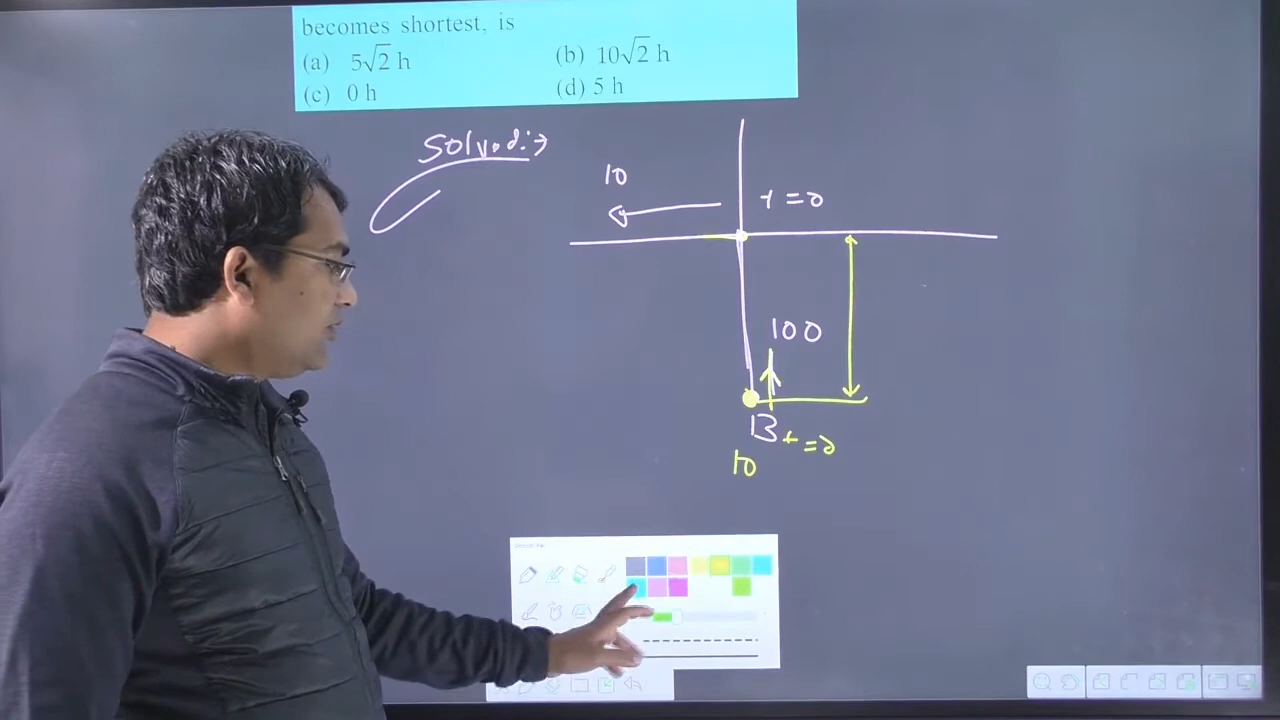 becomes shortest, is
(a) 5√2 h (b) 10√2 h
(c) 0 h (d) 5 h
Solved:→
10
t = 0
100
B t = 0
10